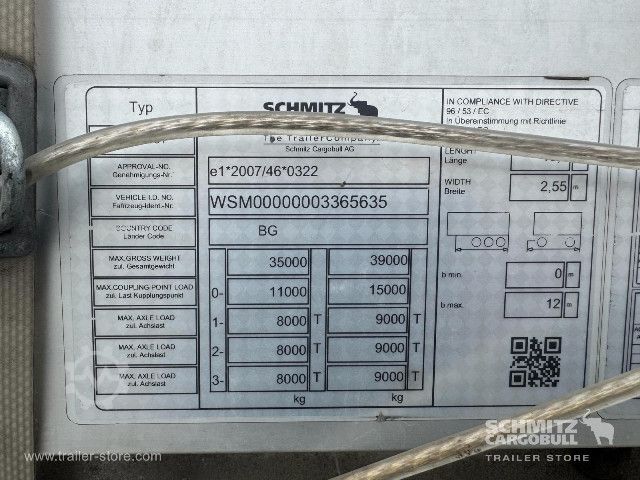 Typ
SCHMITZ
The TrailerCompany.
Schmitz Cargobull AG
IN COMPLIANCE WITH DIRECTIVE
96 / 53 / EC
in Übereinstimmung mit Richtlinie
LENGHT
Länge
WIDTH
Breite
2,55 m
APPROVAL-NO.
Genehmigungs-Nr.
e1*2007/46*0322
VEHICLE I.D. NO.
Fahrzeug-Ident.-Nr.
WSM00000003365635
COUNTRY CODE
Länder Code
BG
MAX.GROSS WEIGHT
zul. Gesamtgewicht
35000 39000
MAX.COUPLING-POINT LOAD
zul. Last Kupplungspunkt
0- 11000 15000
MAX. AXLE LOAD
zul. Achslast
1- 8000 T 9000 T
MAX. AXLE LOAD
zul. Achslast
2- 8000 T 9000 T
MAX. AXLE LOAD
zul. Achslast
3- 8000 T 9000 T
kg kg
b min. 0 m
b max. 12 m
www.trailer-store.com
SCHMITZ
CARGOBULL
TRAILER STORE